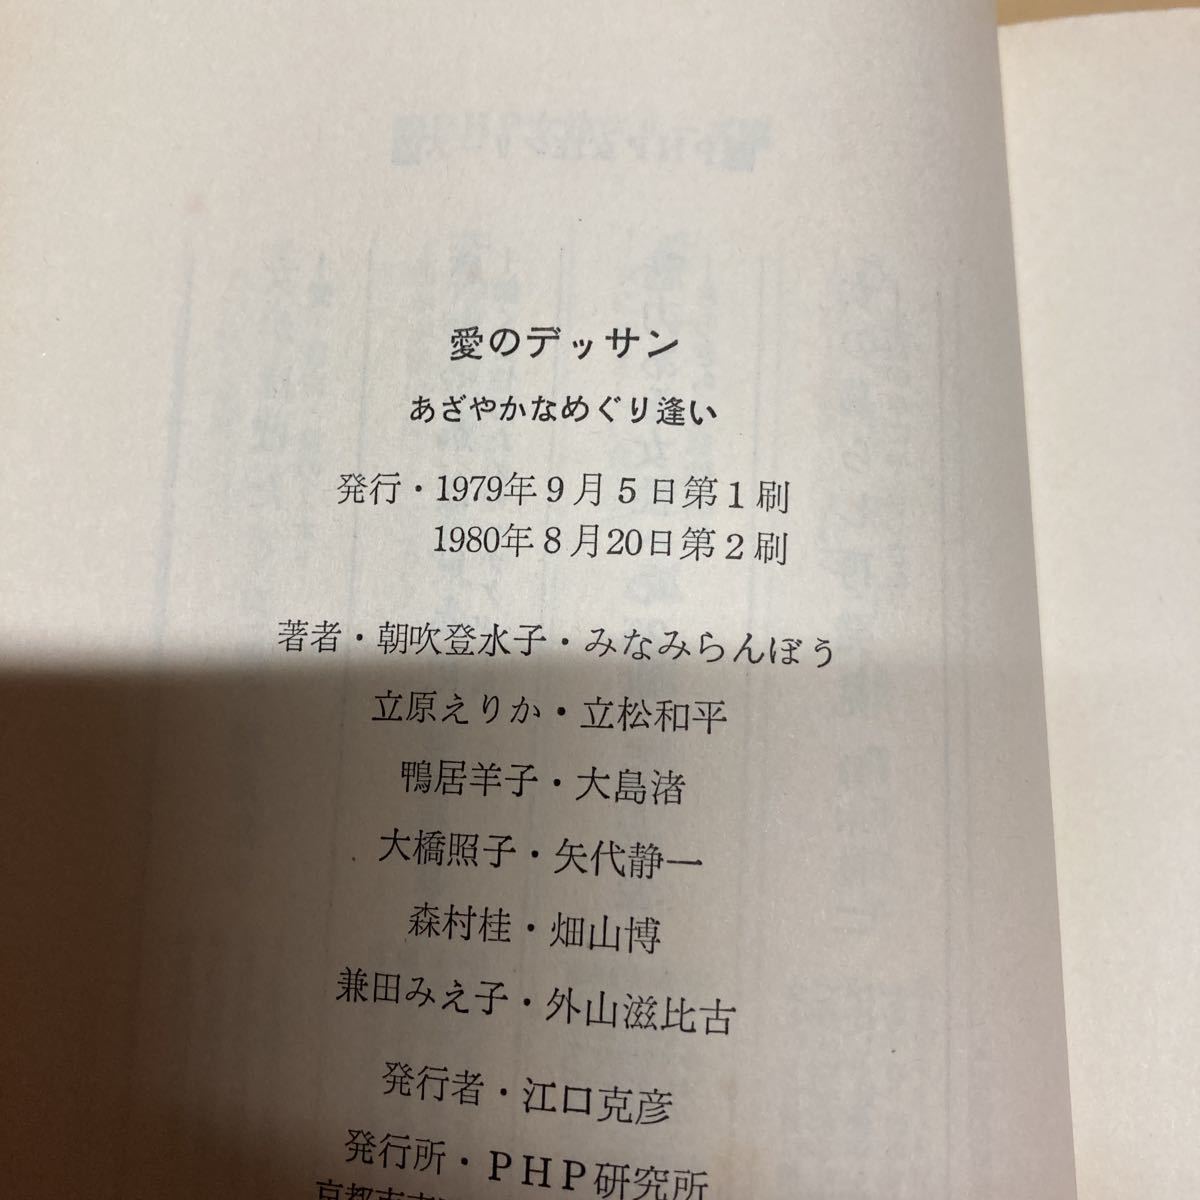 愛のデッサン
あざやかなめぐり逢い
発行・1979年9月5日第1刷
1980年8月20日第2刷
著者・朝吹登水子・みなみらんぼう
立原えりか・立松和平
鴨居羊子・大島渚
大橋照子・矢代静一
森村桂・畑山博
兼田みえ子・外山滋比古
発行者・江口克彦
発行所・PHP研究所